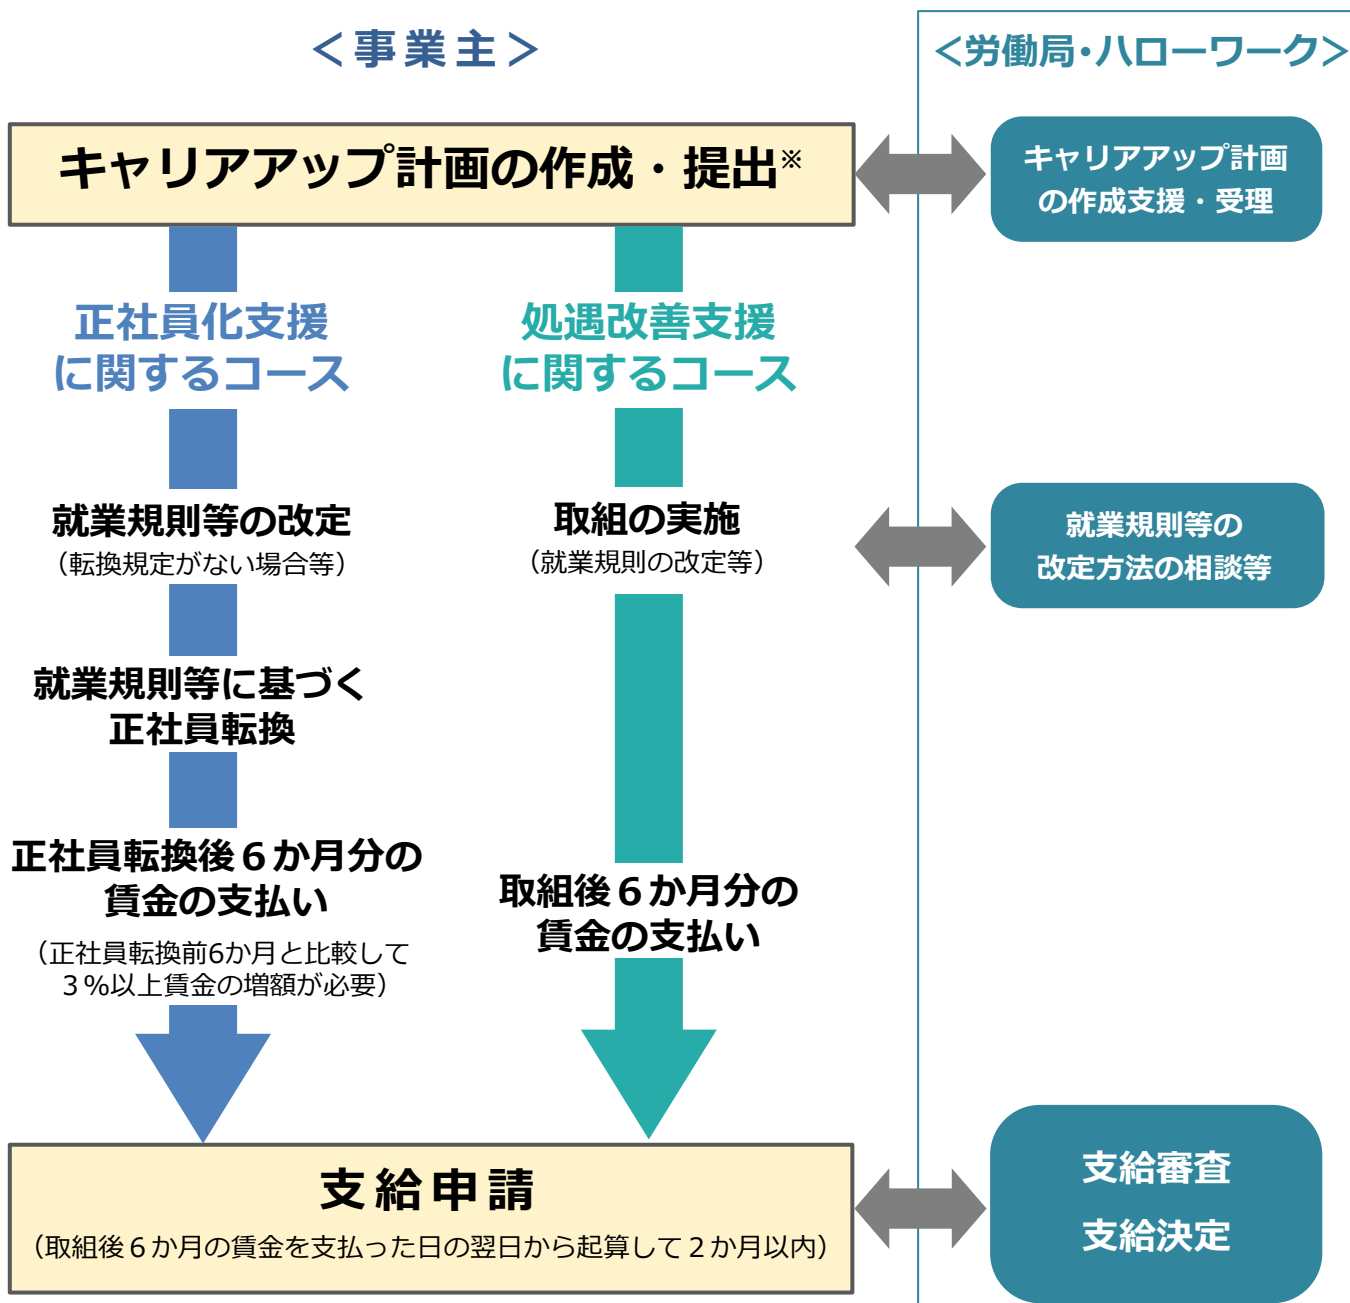 ＜事業主＞
＜労働局・ハローワーク＞
キャリアアップ計画の作成・提出※
キャリアアップ計画
の作成支援・受理
正社員化支援
に関するコース
処遇改善支援
に関するコース
就業規則等の改定
（転換規定がない場合等）
取組の実施
（就業規則の改定等）
就業規則等の
改定方法の相談等
就業規則等に基づく
正社員転換
正社員転換後６か月分の
賃金の支払い
（正社員転換前6か月と比較して
３%以上賃金の増額が必要）
取組後６か月分の
賃金の支払い
支給申請
（取組後６か月の賃金を支払った日の翌日から起算して２か月以内）
支給審査
支給決定